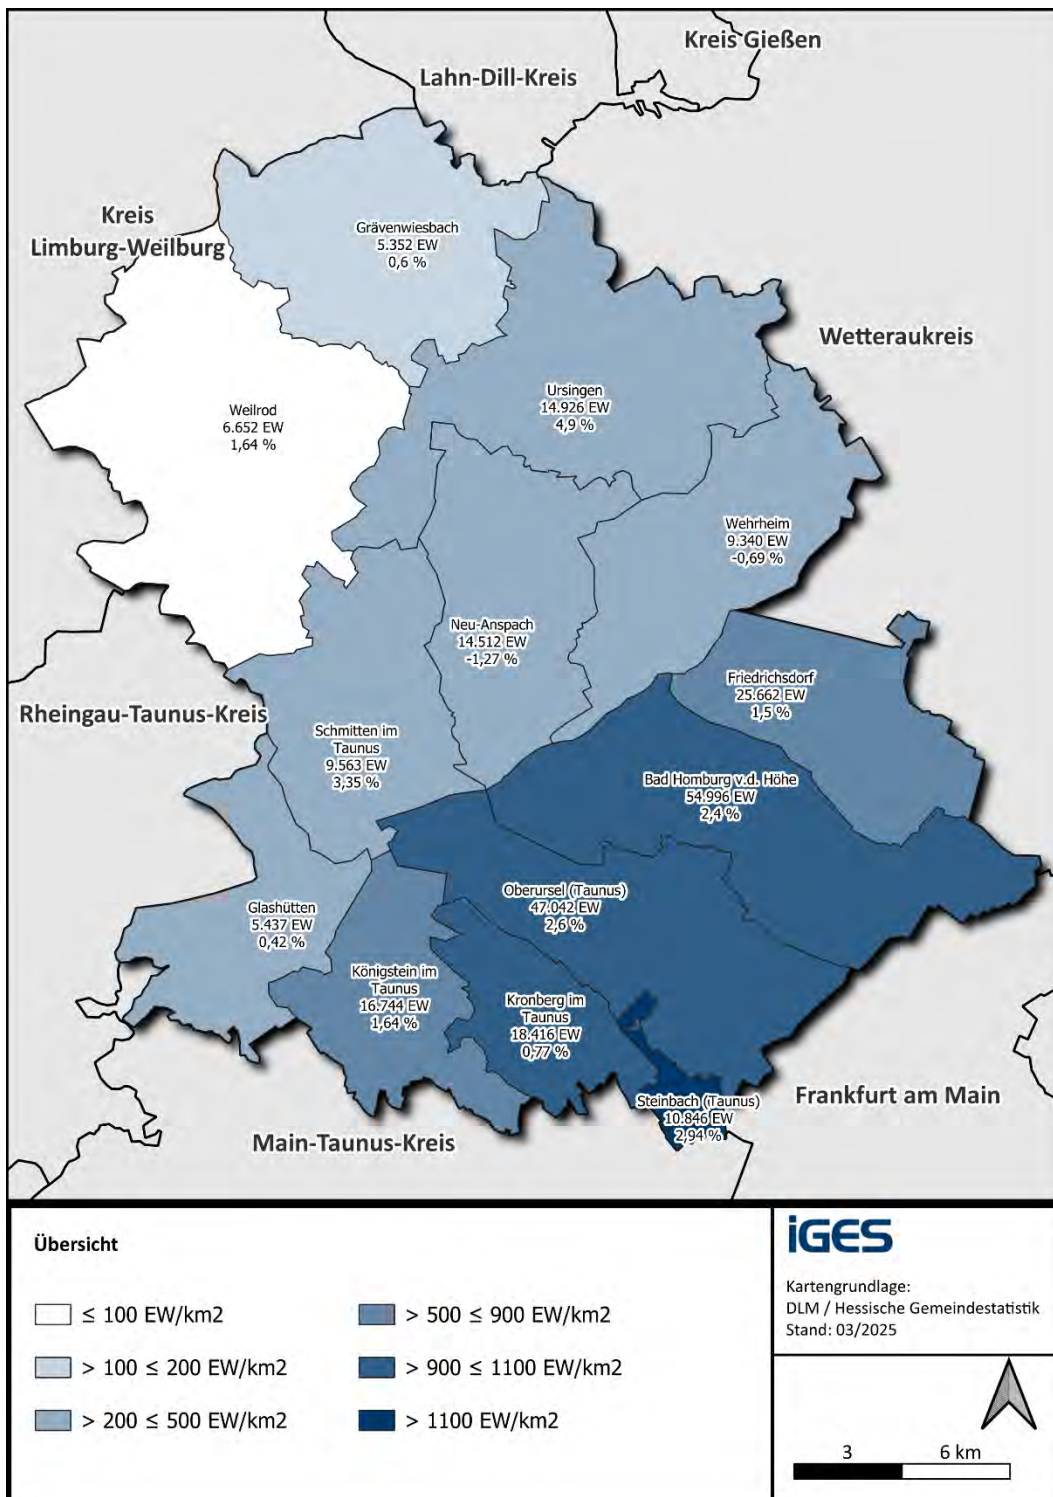 Kreis Gießen
Lahn-Dill-Kreis
Kreis
Limburg-Weilburg
Grävenwiesbach
5.352 EW
0,6 %
Wetteraukreis
Ursingen
14.926 EW
4,9 %
Weilrod
6.652 EW
1,64 %
Wehrheim
9.340 EW
-0,69 %
Neu-Anspach
14.512 EW
-1,27 %
Friedrichsdorf
25.662 EW
1,5 %
Rheingau-Taunus-Kreis
Schmitten im
Taunus
9.563 EW
3,35 %
Bad Homburg v.d. Höhe
54.996 EW
2,4 %
Oberursel (Taunus)
47.042 EW
2,6 %
Glashütten
5.437 EW
0,42 %
Königstein im
Taunus
16.744 EW
1,64 %
Kronberg im
Taunus
18.416 EW
0,77 %
Steinbach (Taunus)
10.846 EW
2,94 %
Frankfurt am Main
Main-Taunus-Kreis
Übersicht
≤ 100 EW/km2
> 100 ≤ 200 EW/km2
> 200 ≤ 500 EW/km2
> 500 ≤ 900 EW/km2
> 900 ≤ 1100 EW/km2
> 1100 EW/km2
iGES
Kartengrundlage:
DLM / Hessische Gemeindestatistik
Stand: 03/2025
3 6 km